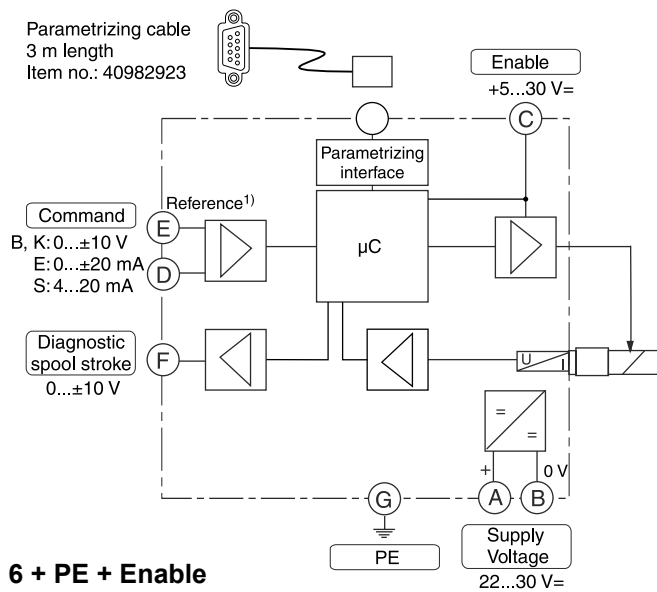 Parametrizing cable
3 m length
Item no.: 40982923
Enable
+5...30 V=
C
Parametrizing
interface
Reference¹⁾
Command
B, K: 0...±10 V
E: 0...±20 mA
S: 4...20 mA
E
D
µC
Diagnostic
spool stroke
0...±10 V
F
U
I
=
=
+
0 V
G
A
B
PE
Supply
Voltage
22...30 V=
6 + PE + Enable